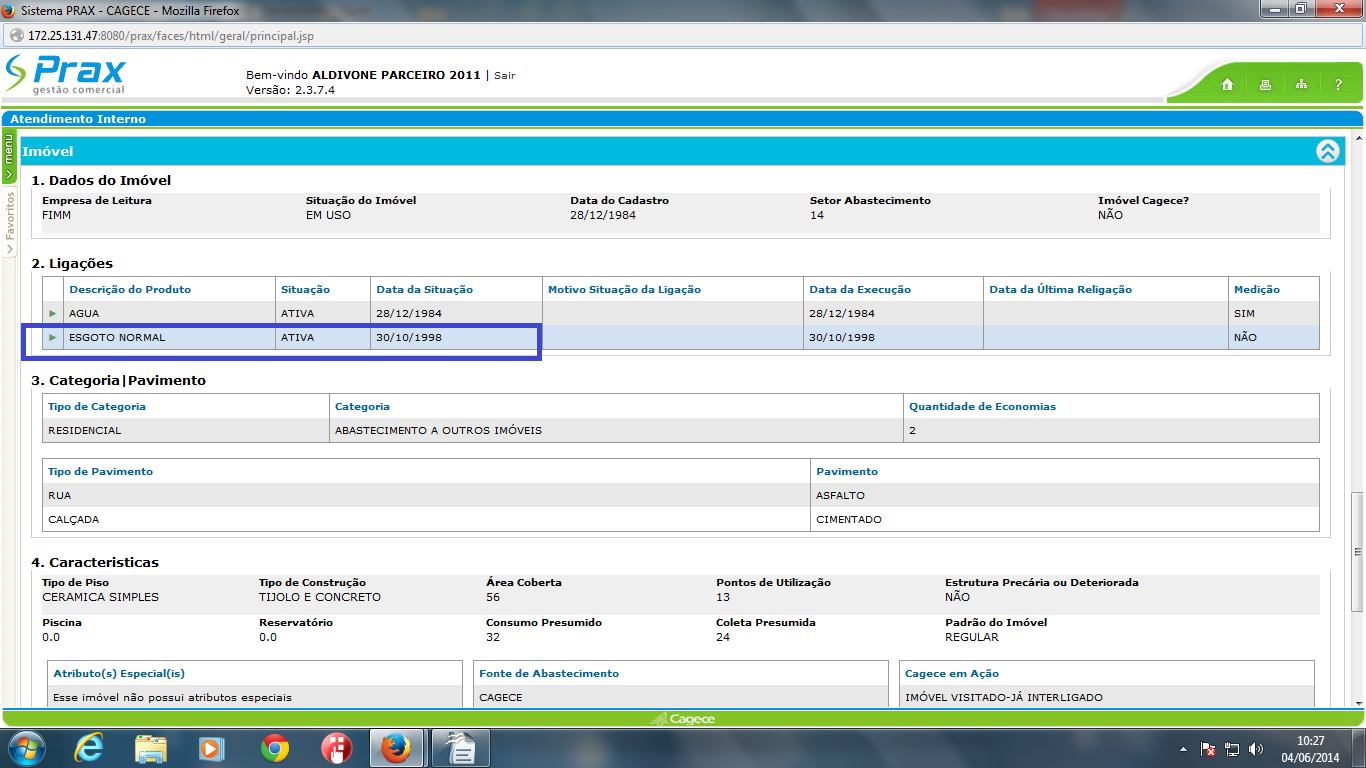 Sistema PRAX - CAGECE - Mozilla Firefox
172.25.131.47:8080/prax/faces/html/geral/principal.jsp
Prax
gestão comercial
Bem-vindo ALDIVONE PARCEIRO 2011 | Sair
Versão: 2.3.7.4
?
Atendimento Interno
menu
Favoritos
Imóvel
1. Dados do Imóvel
Empresa de Leitura Situação do Imóvel Data do Cadastro Setor Abastecimento Imóvel Cagece?
FIMM EM USO 28/12/1984 14 NÃO
2. Ligações
Descrição do Produto Situação Data da Situação Motivo Situação da Ligação Data da Execução Data da Última Religação Medição
AGUA ATIVA 28/12/1984 28/12/1984 SIM
ESGOTO NORMAL ATIVA 30/10/1998 30/10/1998 NÃO
3. Categoria|Pavimento
Tipo de Categoria Categoria Quantidade de Economias
RESIDENCIAL ABASTECIMENTO A OUTROS IMÓVEIS 2
Tipo de Pavimento Pavimento
RUA ASFALTO
CALÇADA CIMENTADO
4. Caracteristicas
Tipo de Piso Tipo de Construção Área Coberta Pontos de Utilização Estrutura Precária ou Deteriorada
CERAMICA SIMPLES TIJOLO E CONCRETO 56 13 NÃO
Piscina Reservatório Consumo Presumido Coleta Presumida Padrão do Imóvel
0.0 0.0 32 24 REGULAR
Atributo(s) Especial(is) Fonte de Abastecimento Cagece em Ação
Esse imóvel não possui atributos especiais CAGECE IMÓVEL VISITADO-JÁ INTERLIGADO
Cagece
10:27
04/06/2014